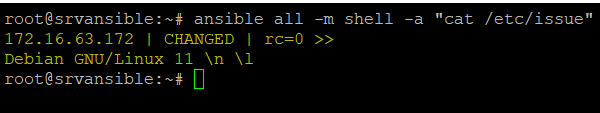 root@srvansible:~# ansible all -m shell -a "cat /etc/issue"
172.16.63.172 | CHANGED | rc=0 >>
Debian GNU/Linux 11 \n \l
root@srvansible:~#